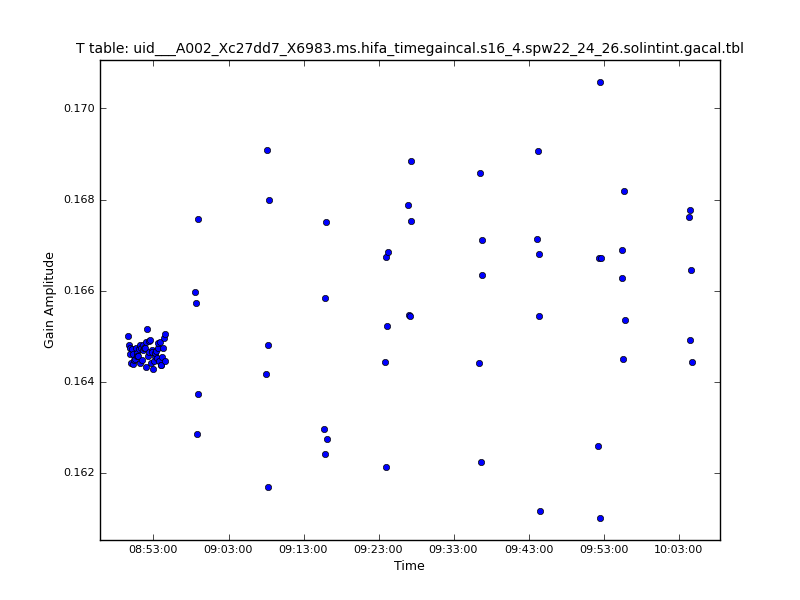 T table: uid___A002_Xc27dd7_X6983.ms.hifa_timegaincal.s16_4.spw22_24_26.solintint.gacal.tbl
0.170
0.168
0.166
0.164
0.162
Gain Amplitude
08:53:00 09:03:00 09:13:00 09:23:00 09:33:00 09:43:00 09:53:00 10:03:00
Time